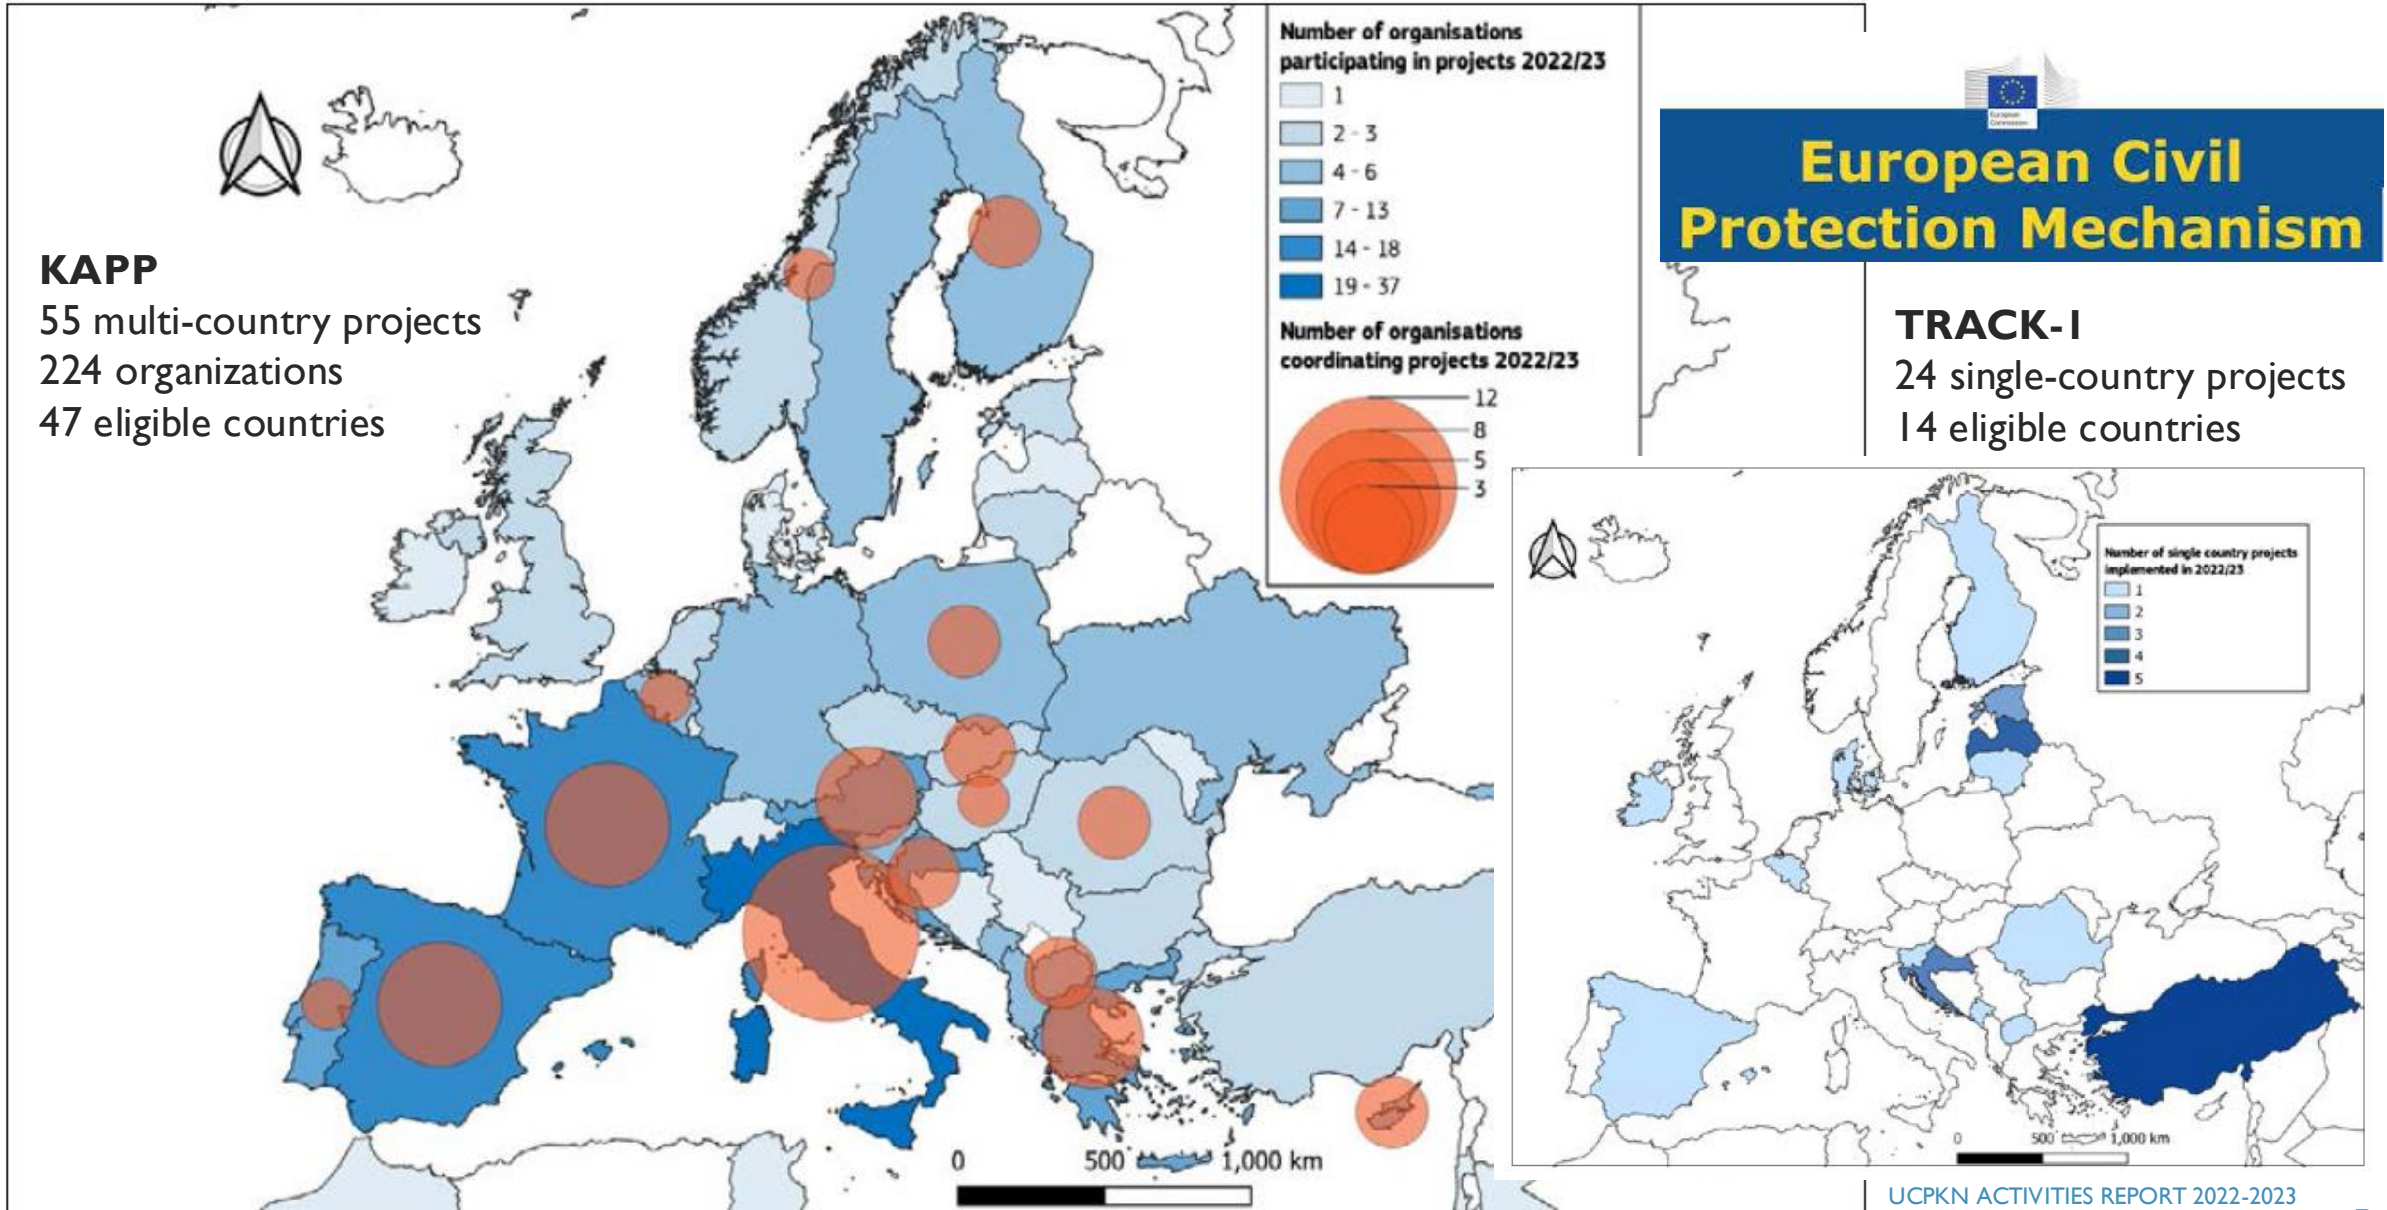 KAPP
55 multi-country projects
224 organizations
47 eligible countries
Number of organisations
participating in projects 2022/23
1
2 - 3
4 - 6
7 - 13
14 - 18
19 - 37
Number of organisations
coordinating projects 2022/23
12
8
5
3
0 500 1,000 km
European
Commission
European Civil
Protection Mechanism
TRACK-1
24 single-country projects
14 eligible countries
Number of single country projects
implemented in 2022/23
1
2
3
4
5
0 500 1,000 km
UCPKN ACTIVITIES REPORT 2022-2023